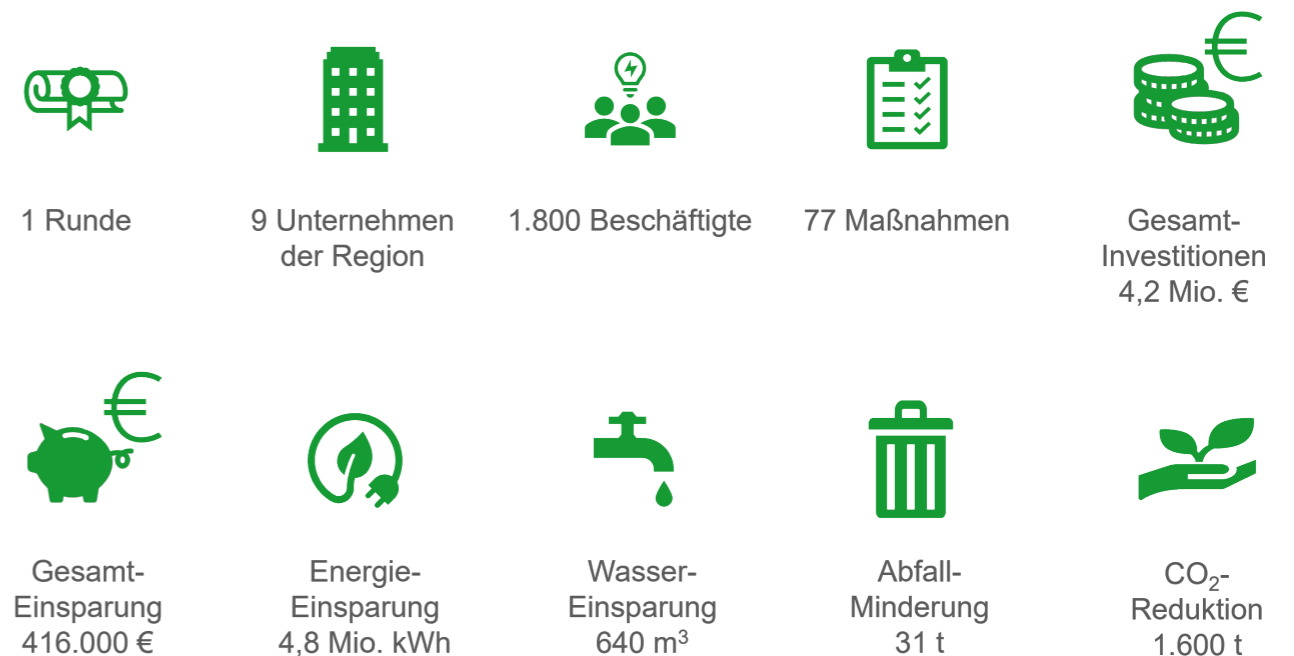 €
1 Runde
9 Unternehmen
der Region
1.800 Beschäftigte
77 Maßnahmen
Gesamt-
Investitionen
4,2 Mio. €
€
Gesamt-
Einsparung
416.000 €
Energie-
Einsparung
4,8 Mio. kWh
Wasser-
Einsparung
640 m³
Abfall-
Minderung
31 t
CO₂-
Reduktion
1.600 t